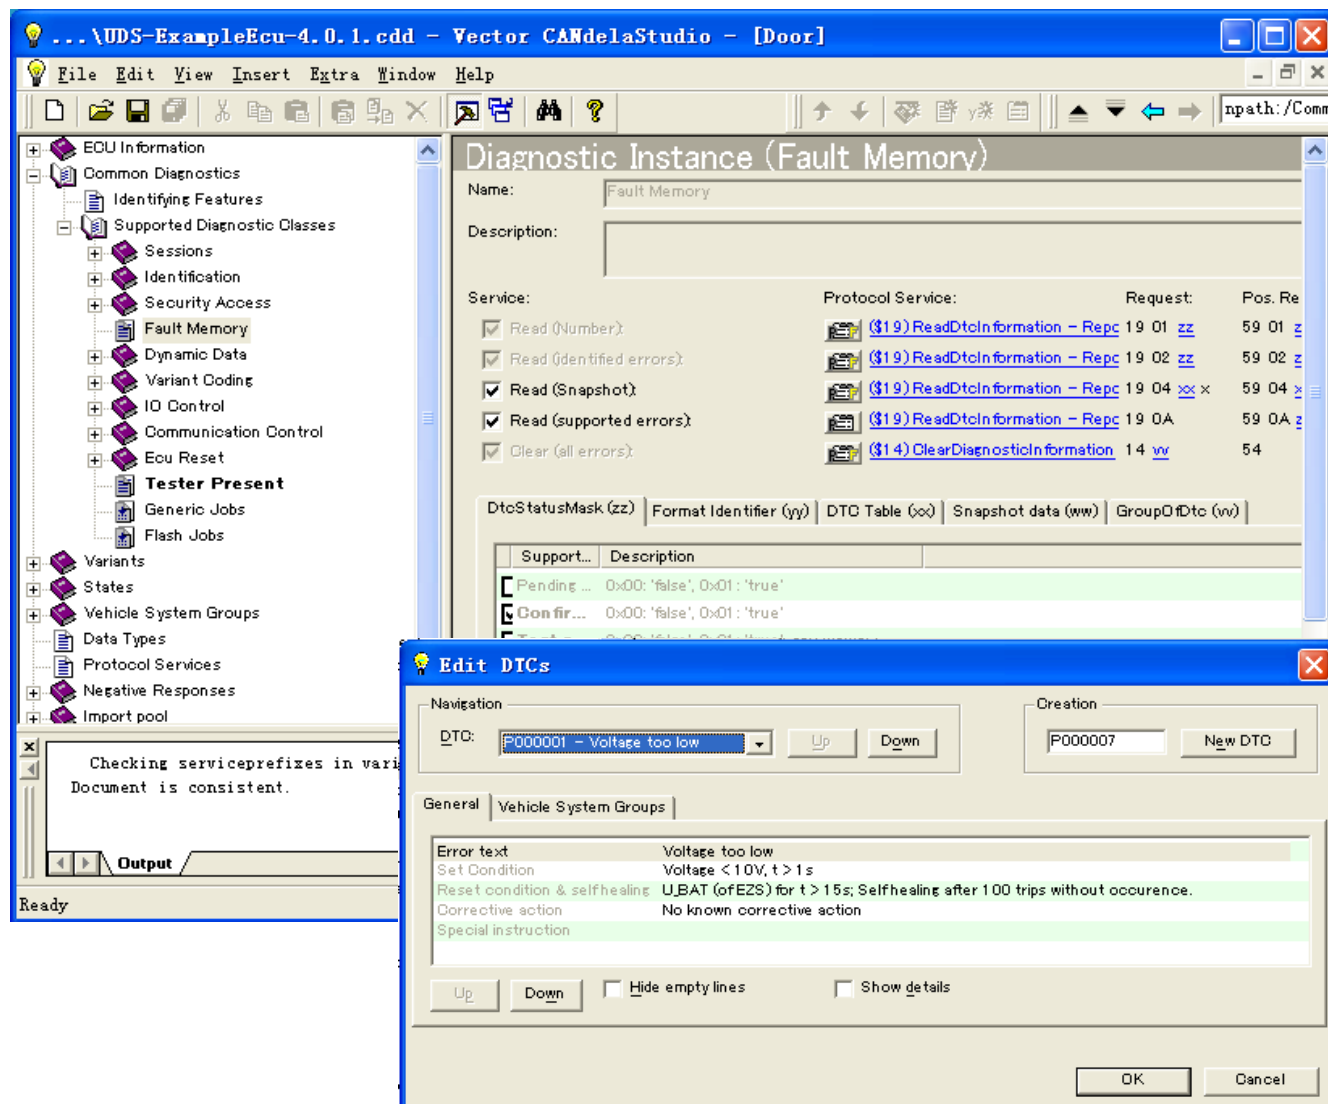 ...\UDS-ExampleEcu-4.0.1.cdd - Vector CANdelaStudio - [Door]
File Edit View Insert Extra Window Help
npath:/Comm
ECU Information
Common Diagnostics
Identifying Features
Supported Diagnostic Classes
Sessions
Identification
Security Access
Fault Memory
Dynamic Data
Variant Coding
IO Control
Communication Control
Ecu Reset
Tester Present
Generic Jobs
Flash Jobs
Variants
States
Vehicle System Groups
Data Types
Protocol Services
Negative Responses
Import pool
Diagnostic Instance (Fault Memory)
Name: Fault Memory
Description:
Service: Protocol Service: Request: Pos. Re
Read (Number): ($19) ReadDtcInformation - Repc 19 01 zz 59 01 z
Read (identified errors): ($19) ReadDtcInformation - Repc 19 02 zz 59 02 z
Read (Snapshot): ($19) ReadDtcInformation - Repc 19 04 xx x 59 04 x
Read (supported errors): ($19) ReadDtcInformation - Repc 19 0A 59 0A z
Clear (all errors): ($14) ClearDiagnosticInformation 14 vv 54
DtcStatusMask (zz) Format Identifier (yy) DTC Table (xx) Snapshot data (ww) GroupOfDtc (vv)
Support... Description
Pending ... 0x00: 'false', 0x01: 'true'
Confir... 0x00: 'false', 0x01: 'true'
Checking serviceprefixes in vari
Document is consistent.
Output
Ready
Edit DTCs
Navigation Creation
DTC: P000001 - Voltage too low Up Down P000007 New DTC
General Vehicle System Groups
Error text Voltage too low
Set Condition Voltage < 10V, t > 1s
Reset condition & selfhealing U_BAT (of EZS) for t > 15s; Selfhealing after 100 trips without occurence.
Corrective action No known corrective action
Special instruction
Up Down Hide empty lines Show details
OK Cancel